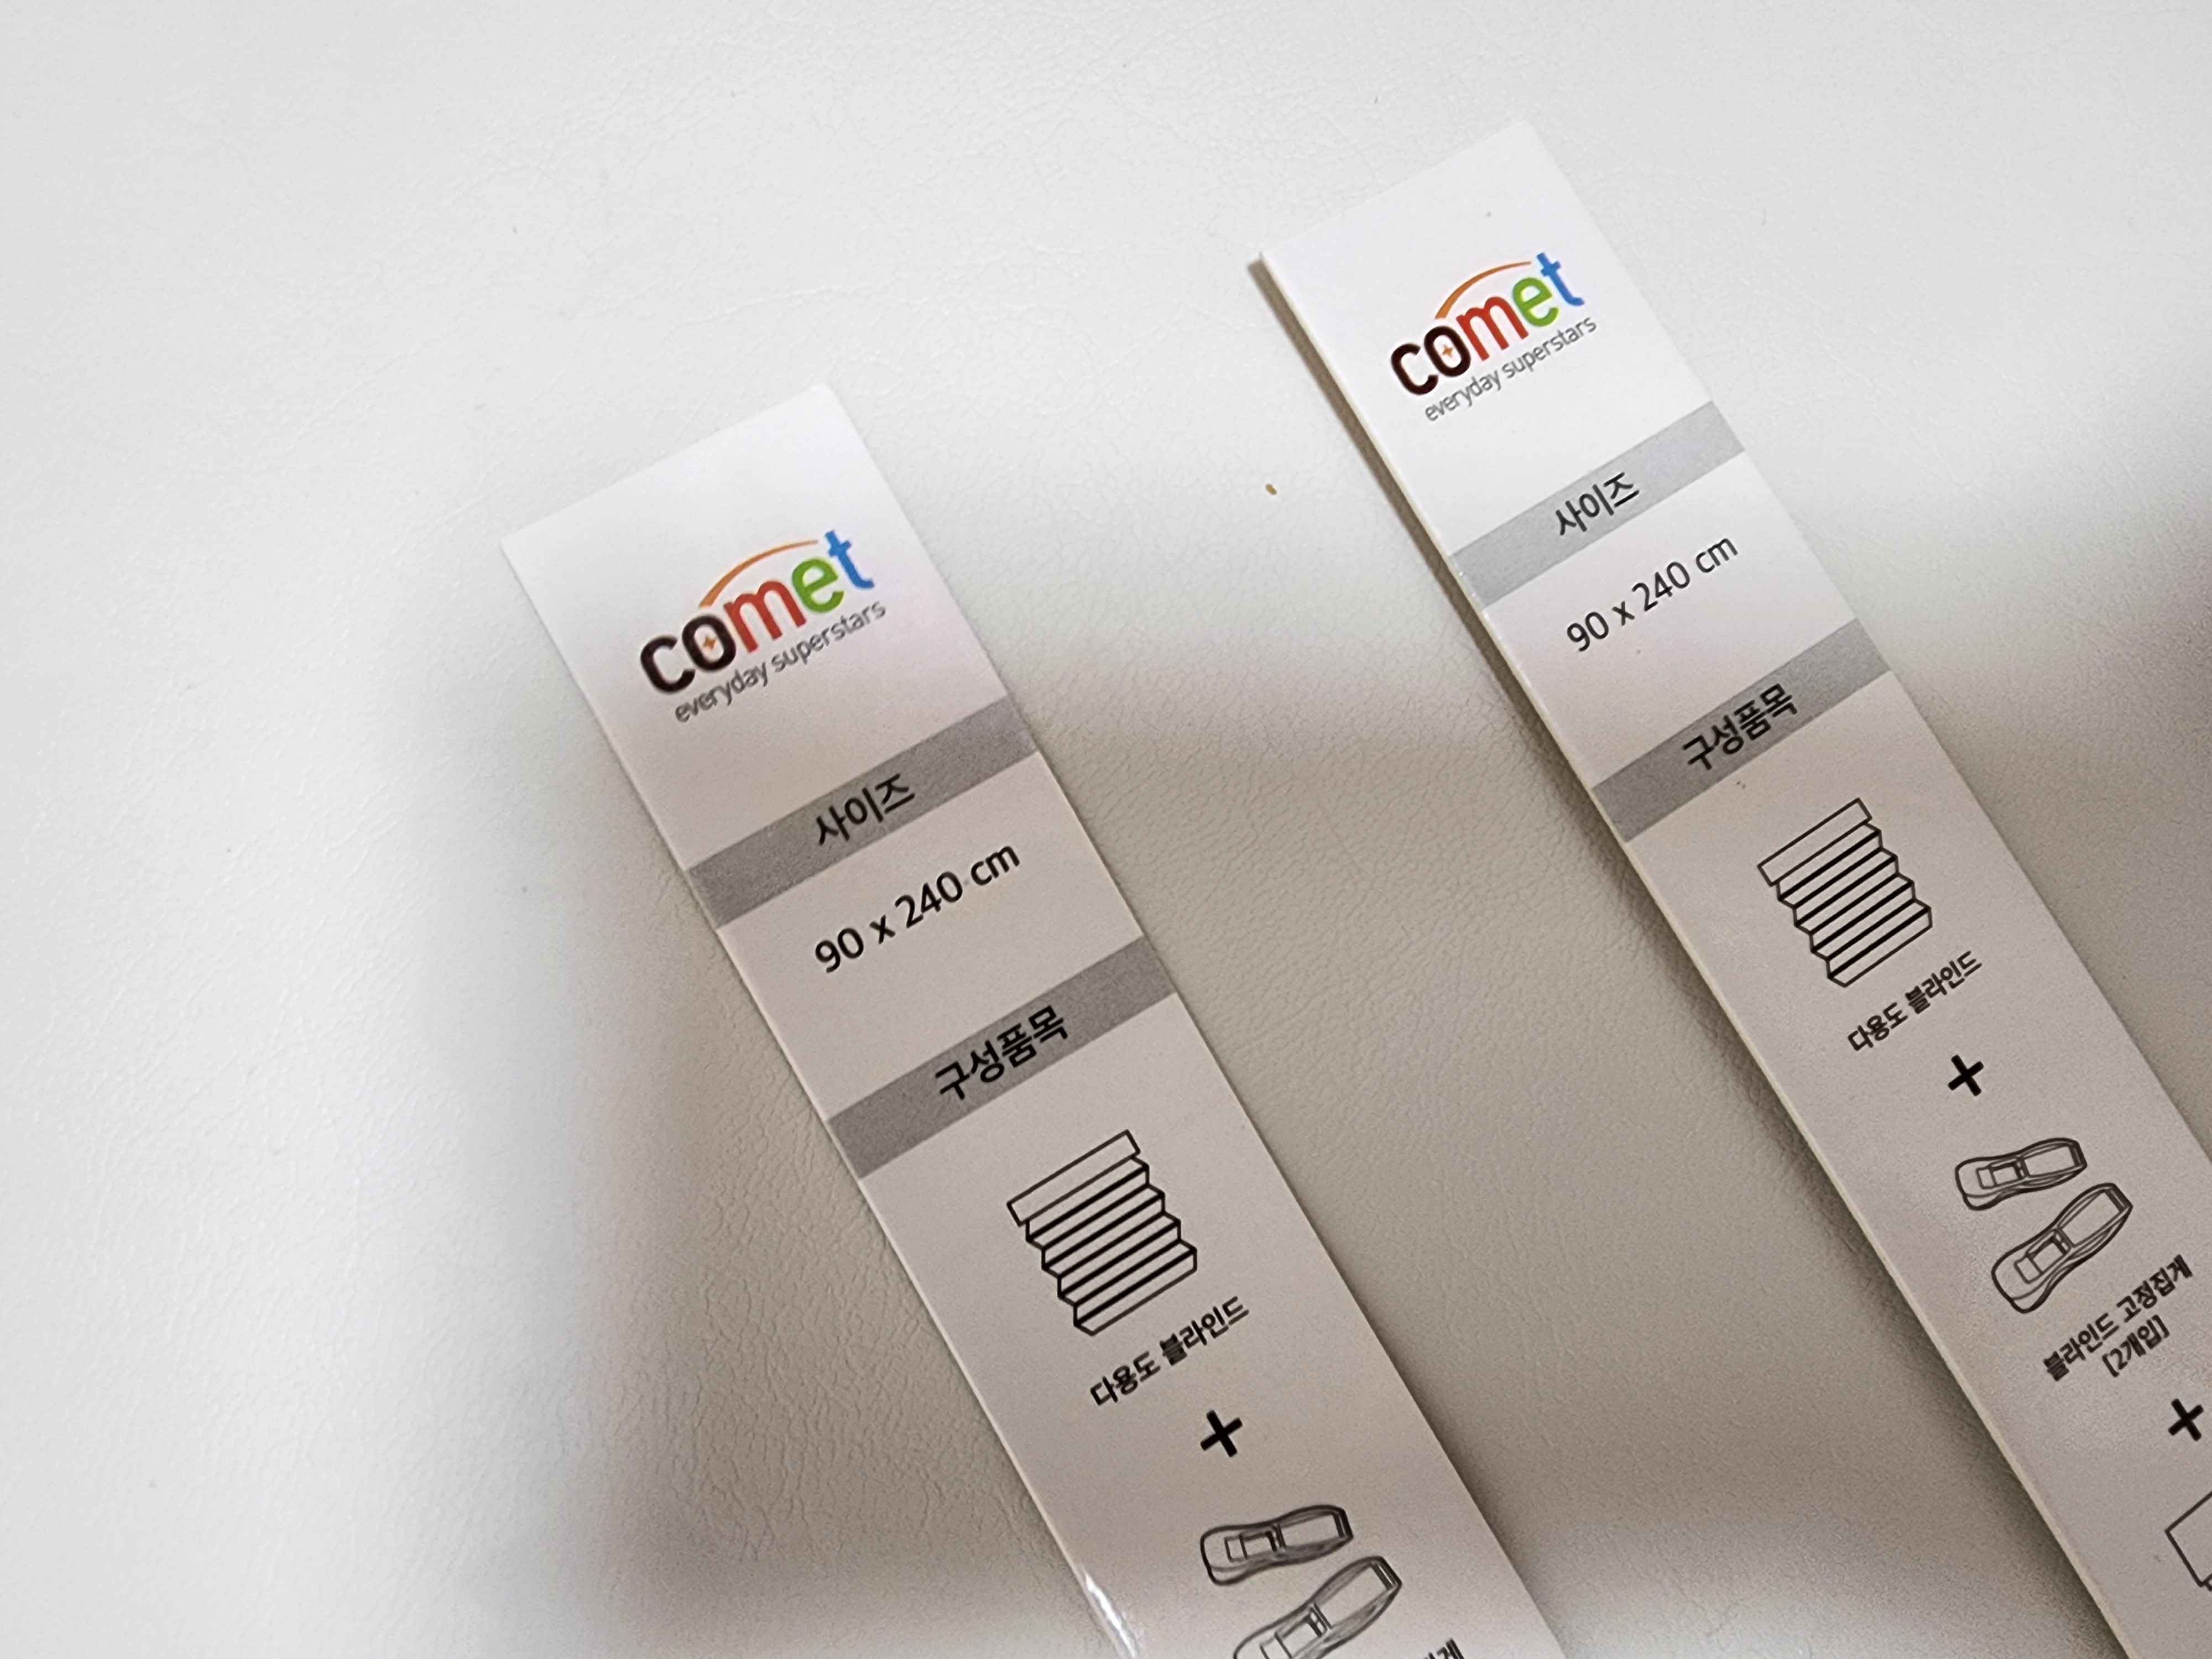 comet
everyday superstars
사이즈
90 x 240 cm
구성품목
다용도 블라인드
+
comet
everyday superstars
사이즈
90 x 240 cm
구성품목
다용도 블라인드
+
블라인드 고정집게
[2개입]
+